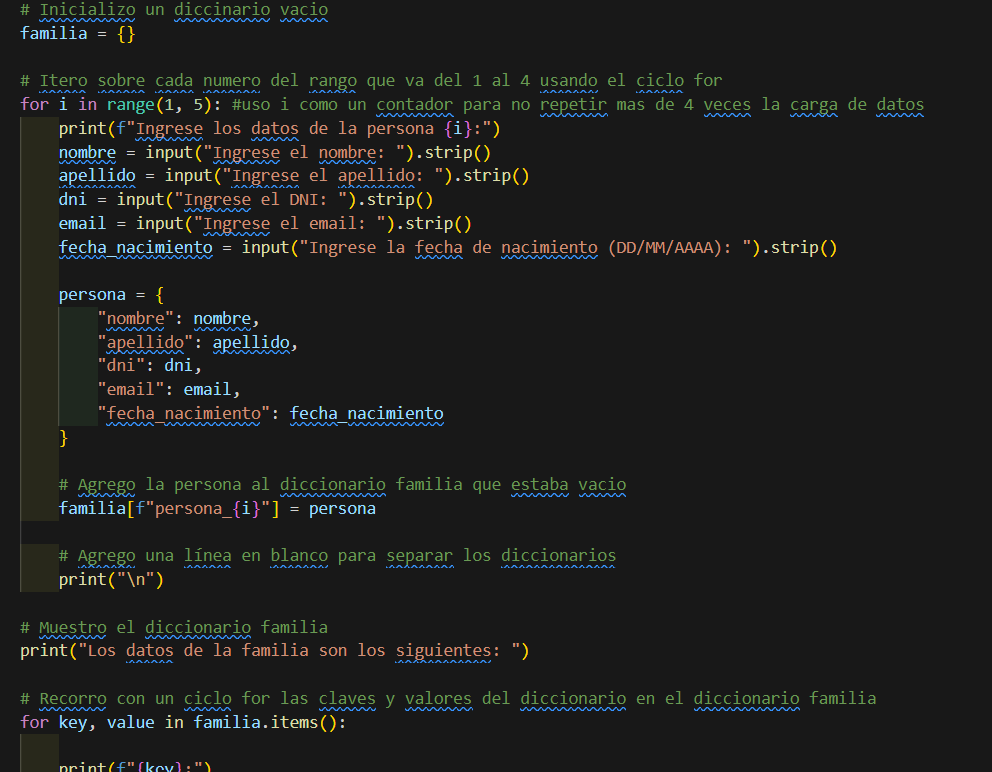 # Inicializo un diccinario vacio
familia = {}
# Itero sobre cada numero del rango que va del 1 al 4 usando el ciclo for
for i in range(1, 5): #uso i como un contador para no repetir mas de 4 veces la carga de datos
print(f"Ingrese los datos de la persona {i}:")
nombre = input("Ingrese el nombre: ").strip()
apellido = input("Ingrese el apellido: ").strip()
dni = input("Ingrese el DNI: ").strip()
email = input("Ingrese el email: ").strip()
fecha_nacimiento = input("Ingrese la fecha de nacimiento (DD/MM/AAAA): ").strip()
persona = {
"nombre": nombre,
"apellido": apellido,
"dni": dni,
"email": email,
"fecha_nacimiento": fecha_nacimiento
}
# Agrego la persona al diccionario familia que estaba vacio
familia[f"persona_{i}"] = persona
# Agrego una línea en blanco para separar los diccionarios
print("\n")
# Muestro el diccionario familia
print("Los datos de la familia son los siguientes: ")
# Recorro con un ciclo for las claves y valores del diccionario en el diccionario familia
for key, value in familia.items():
print(f"{key}:")